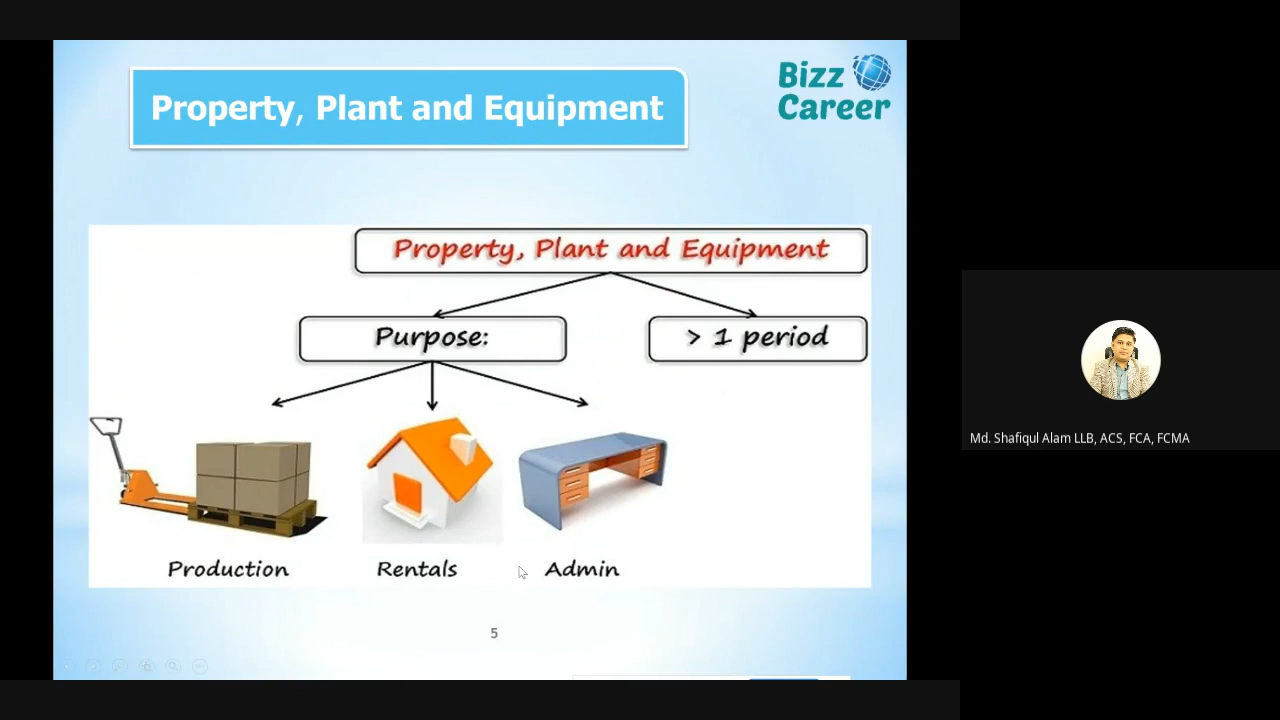 Property, Plant and Equipment
Bizz
Career
Property, Plant and Equipment
Purpose:
> 1 period
Production
Rentals
Admin
Md. Shafiqul Alam LLB, ACS, FCA, FCMA
5